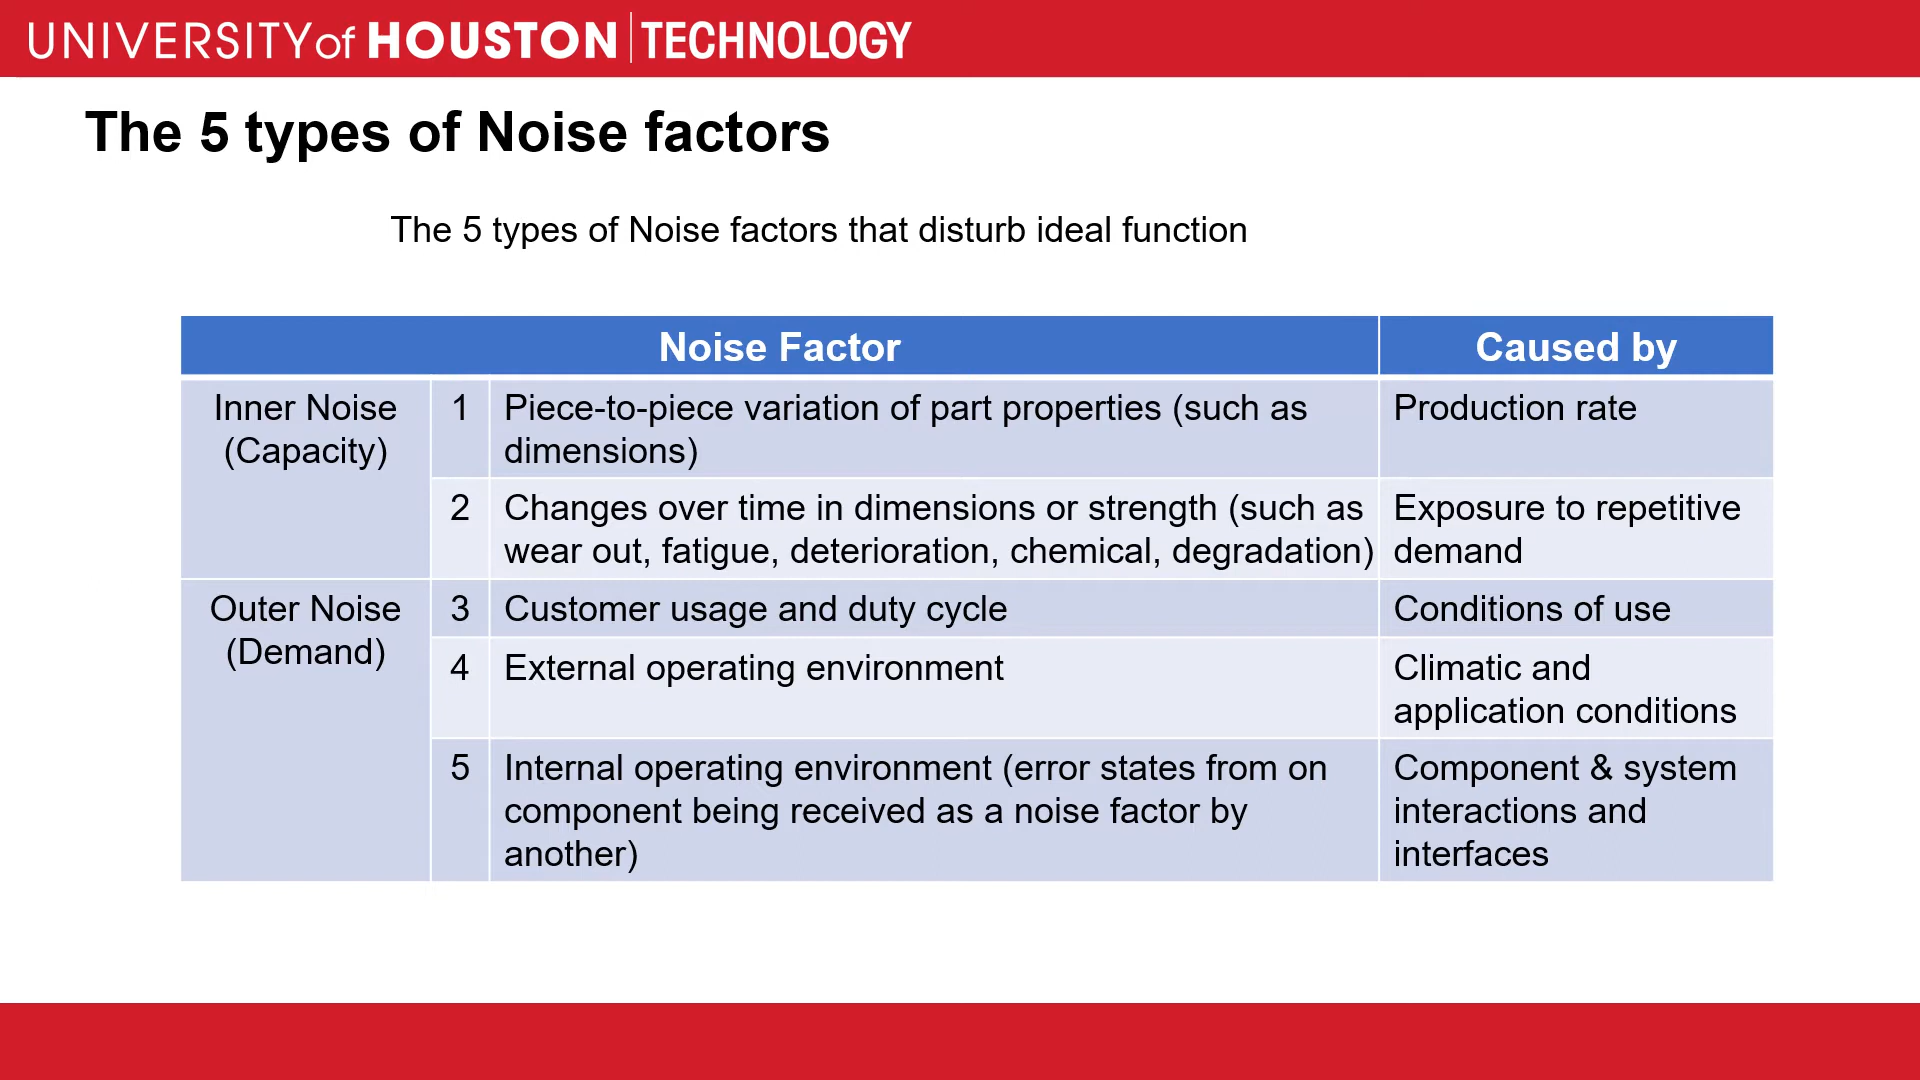 UNIVERSITY of HOUSTON | TECHNOLOGY
The 5 types of Noise factors
The 5 types of Noise factors that disturb ideal function
Noise Factor
Caused by
Inner Noise
(Capacity)
1
Piece-to-piece variation of part properties (such as
dimensions)
Production rate
2
Changes over time in dimensions or strength (such as
wear out, fatigue, deterioration, chemical, degradation)
Exposure to repetitive
demand
Outer Noise
(Demand)
3
Customer usage and duty cycle
Conditions of use
4
External operating environment
Climatic and
application conditions
5
Internal operating environment (error states from on
component being received as a noise factor by
another)
Component & system
interactions and
interfaces